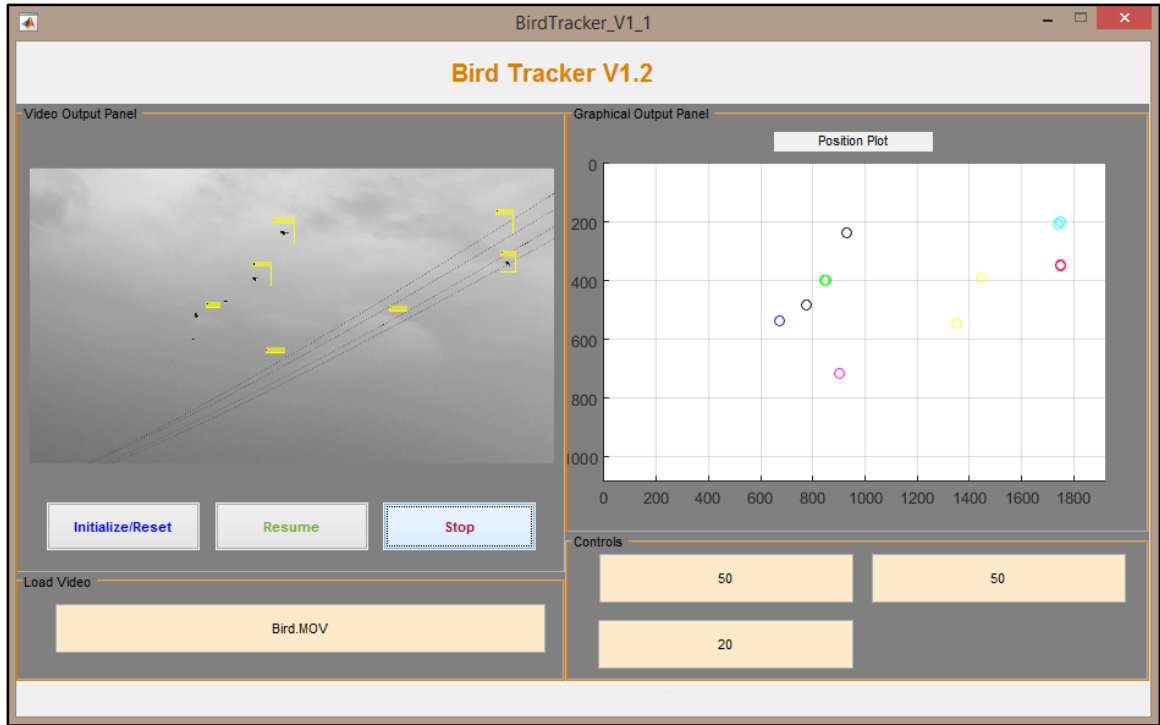 BirdTracker_V1_1
Bird Tracker V1.2
Video Output Panel
Initialize/Reset
Resume
Stop
Load Video
Bird.MOV
Graphical Output Panel
Position Plot
0
200
400
600
800
1000
0 200 400 600 800 1000 1200 1400 1600 1800
Controls
50 50
20